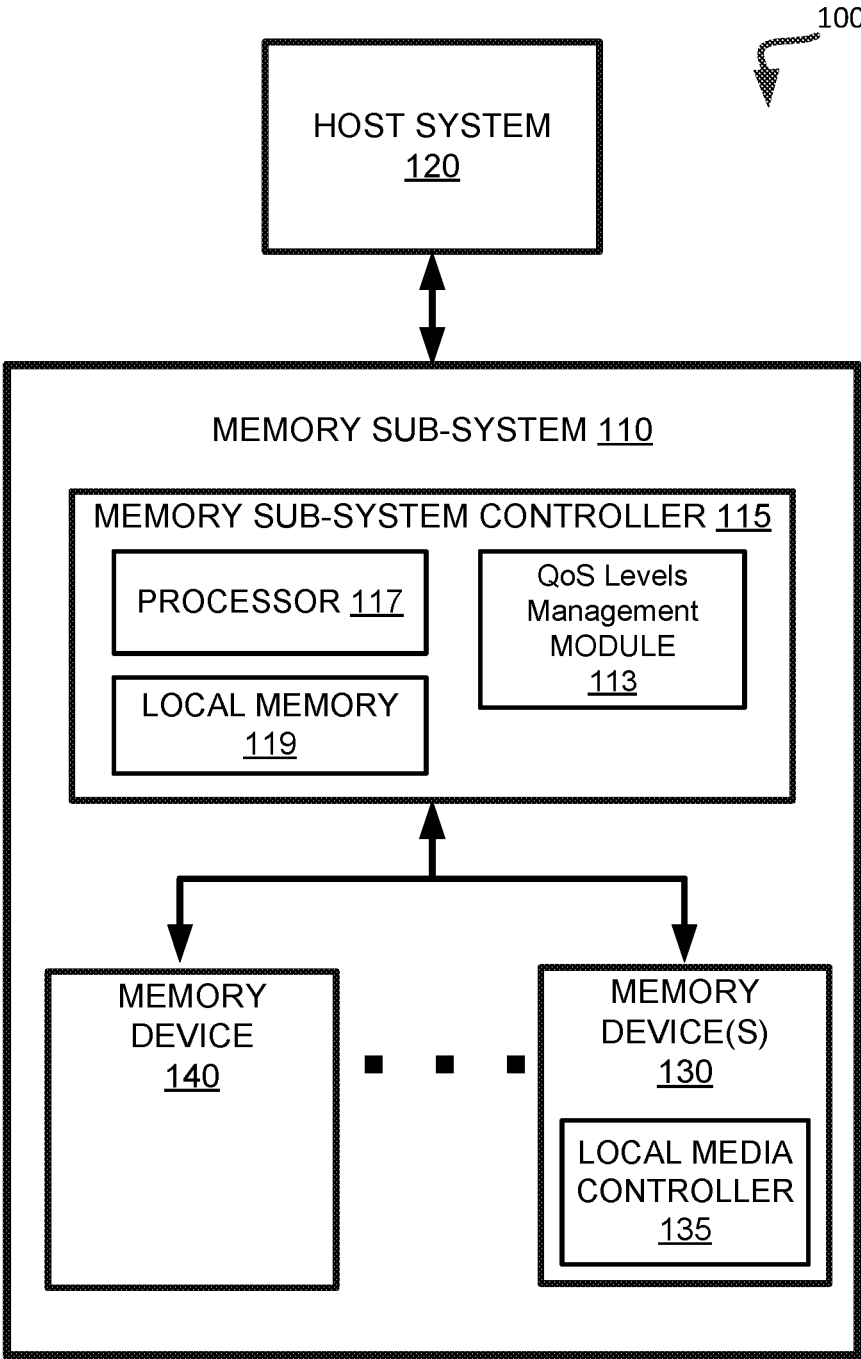 100
HOST SYSTEM
120
MEMORY SUB-SYSTEM 110
MEMORY SUB-SYSTEM CONTROLLER 115
PROCESSOR 117
QoS Levels
Management
MODULE
113
LOCAL MEMORY
119
MEMORY
DEVICE
140
MEMORY
DEVICE(S)
130
LOCAL MEDIA
CONTROLLER
135